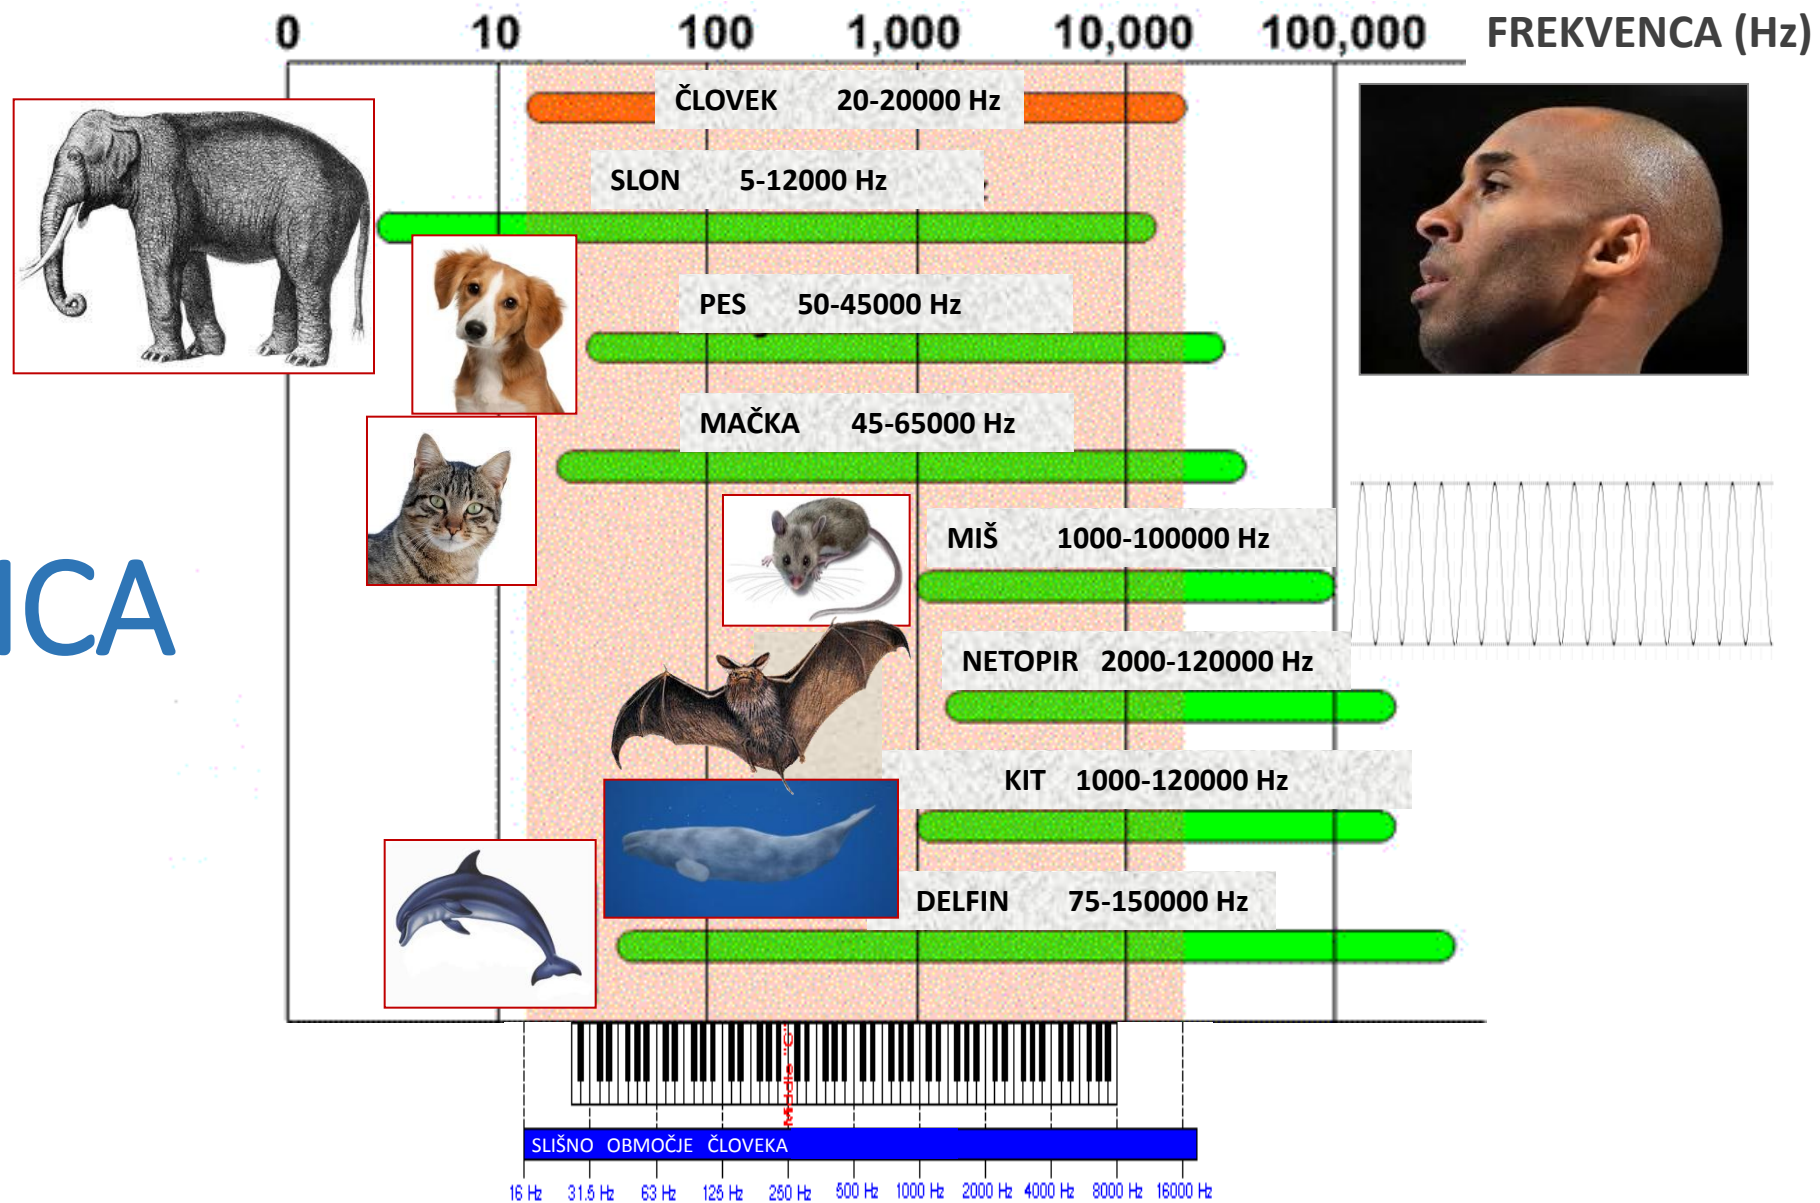 0 10 100 1,000 10,000 100,000 FREKVENCA (Hz)
ČLOVEK 20-20000 Hz
SLON 5-12000 Hz
PES 50-45000 Hz
MAČKA 45-65000 Hz
MIŠ 1000-100000 Hz
NICA
NETOPIR 2000-120000 Hz
KIT 1000-120000 Hz
DELFIN 75-150000 Hz
Middle "C"
SLIŠNO OBMOČJE ČLOVEKA
16 Hz 31.5 Hz 63 Hz 125 Hz 250 Hz 500 Hz 1000 Hz 2000 Hz 4000 Hz 8000 Hz 16000 Hz